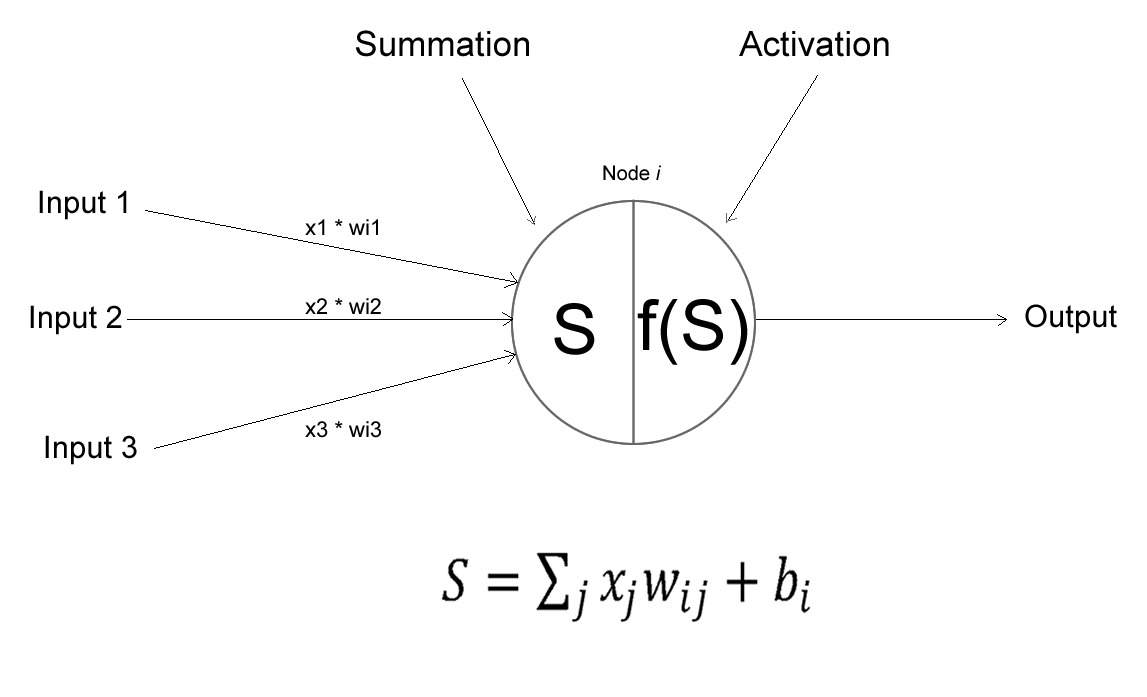 Summation
Activation
Node i
Input 1
x1 * wi1
Input 2
x2 * wi2
S
f(S)
Output
Input 3
x3 * wi3
S = ∑j xjwij + bi